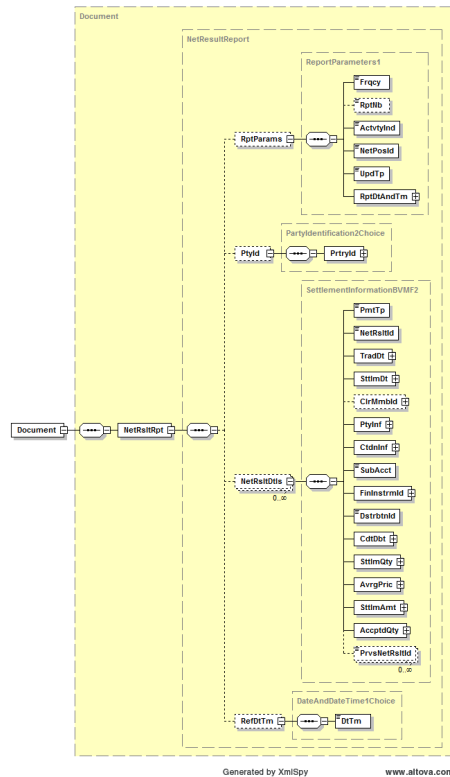 Document
NetResultReport
ReportParameters1
Frqcy
RptNb
ActvtyInd
RptParams
NetPosId
UpdTp
RptDtAndTm
PartyIdentification2Choice
PtyId
PrtryId
SettlementInformationBVMF2
PmtTp
NetRsltId
TradDt
SttlmDt
ClrMmbId
PtyInf
Document
NetRsltRpt
CtdnInf
SubAcct
NetRsltDtls
FinInstrmId
0..∞
DstrbtnId
CdtDbt
SttlmQty
AvrgPric
SttlmAmt
AccptdQty
PrvsNetRsltId
0..∞
DateAndDateTime1Choice
RefDtTm
DtTm
Generated by XmlSpy
www.altova.com